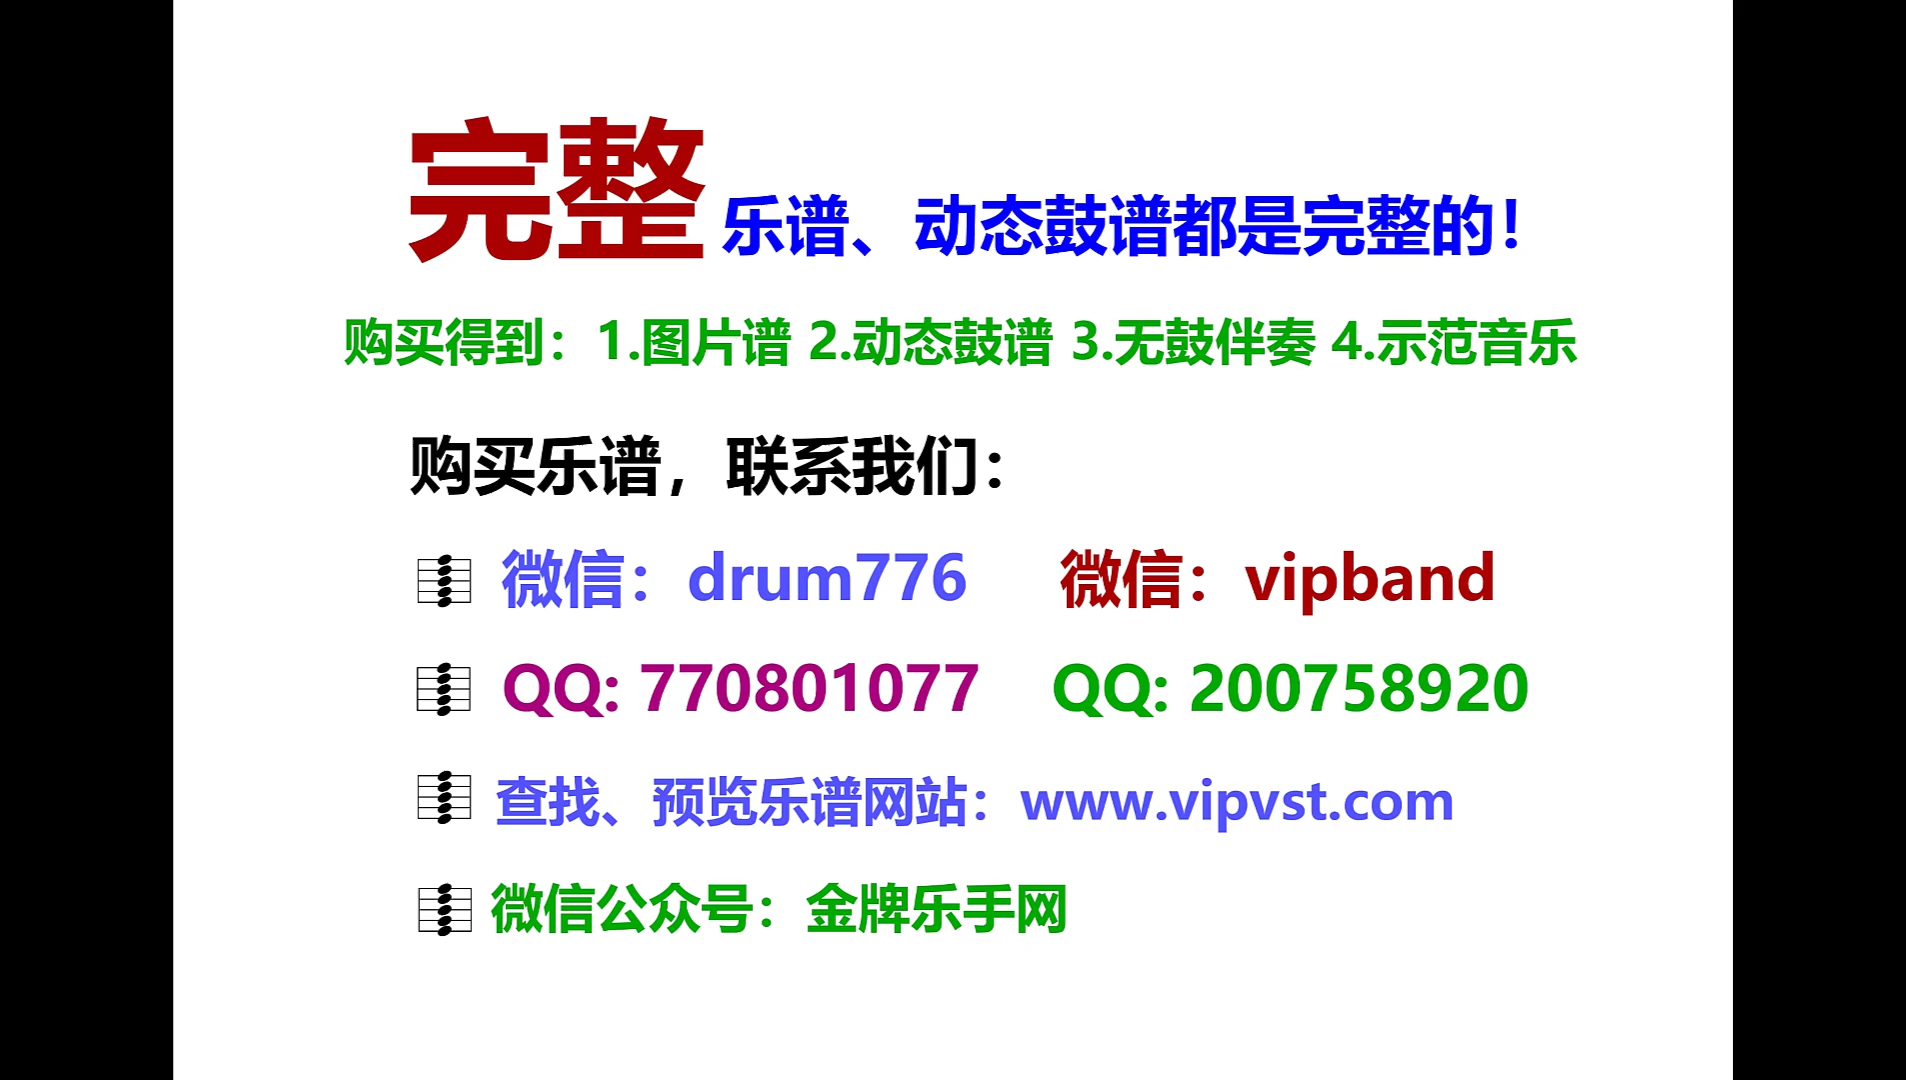 完整 乐谱、动态鼓谱都是完整的！
购买得到：1.图片谱 2.动态鼓谱 3.无鼓伴奏 4.示范音乐
购买乐谱，联系我们：
微信：drum776 微信：vipband
QQ: 770801077 QQ: 200758920
查找、预览乐谱网站：www.vipvst.com
微信公众号：金牌乐手网